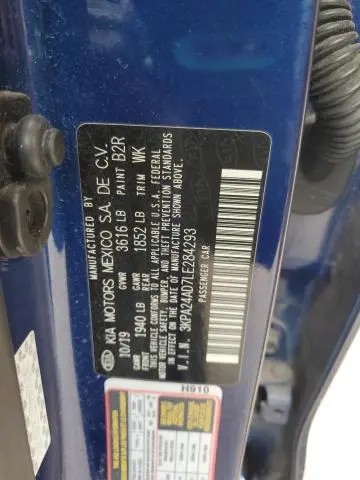 KIA KIA MOTORS MEXICO S.A. DE C.V.
10/19 GVWR 3616 LB PAINT B2R
GAWR FRONT 1940 LB GAWR REAR 1852 LB TRIM WK
THIS VEHICLE CONFORMS TO ALL APPLICABLE U.S.A. FEDERAL
MOTOR VEHICLE SAFETY, BUMPER, AND THEFT PREVENTION STANDARDS
IN EFFECT ON THE DATE OF MANUFACTURE SHOWN ABOVE.
V.I.N. 3KPA24AD7LE284293
PASSENGER CAR
H910